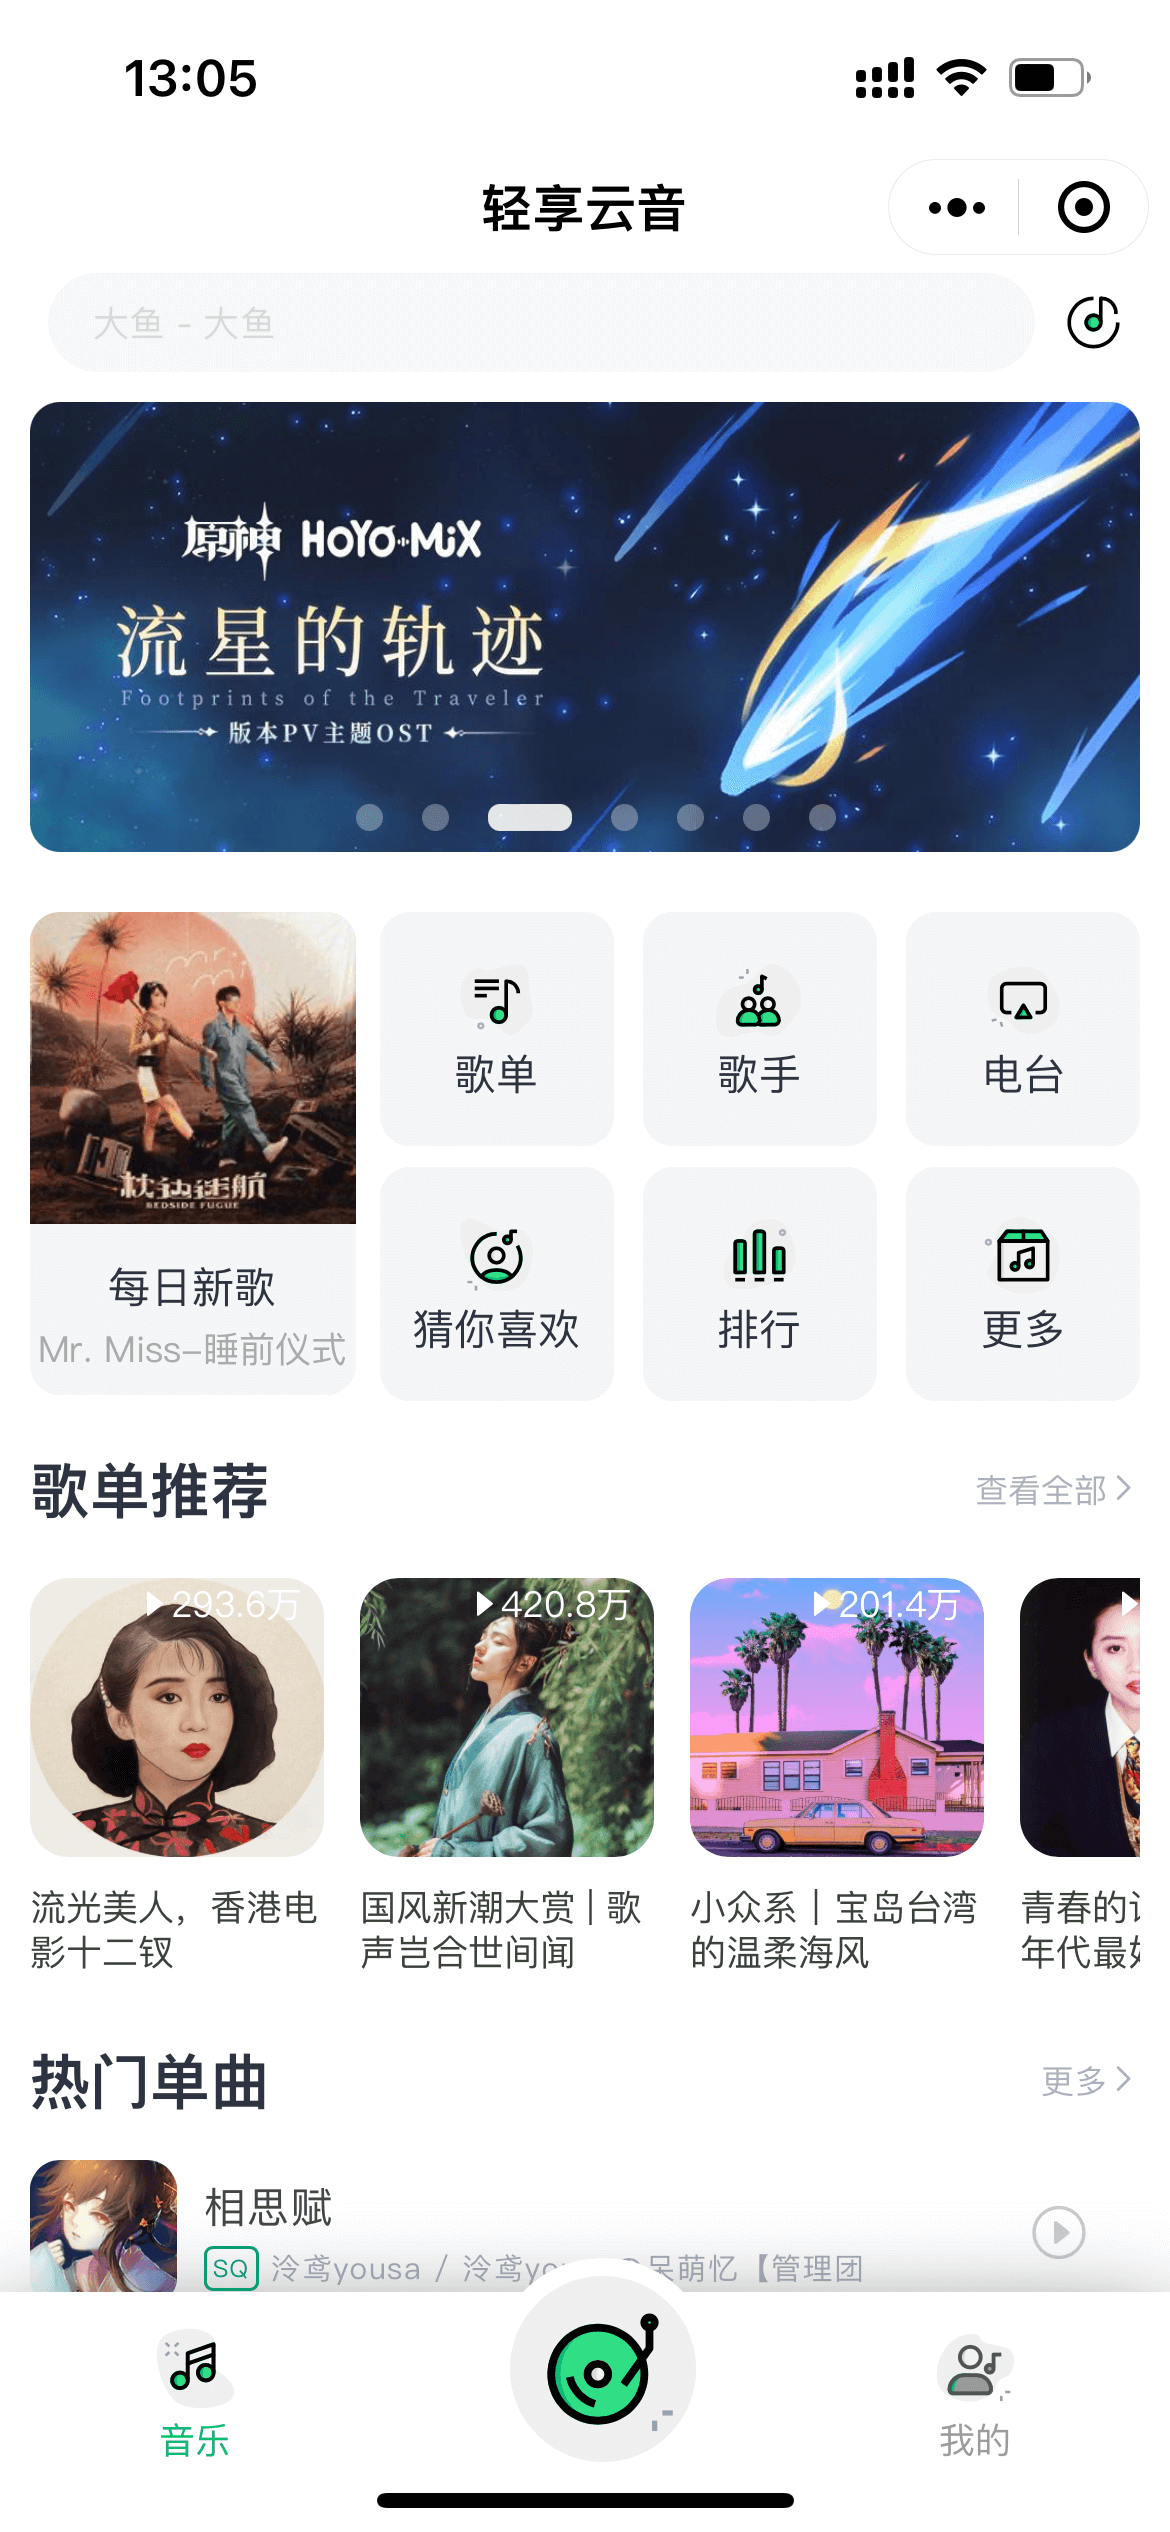 13:05
轻享云音
大鱼 - 大鱼
原神 HOYO-MiX
流星的轨迹
Footprints of the Traveler
版本PV主题OST
枕边迷航
BEDSIDE FUGUE
每日新歌
Mr. Miss-睡前仪式
歌单
歌手
电台
猜你喜欢
排行
更多
歌单推荐
查看全部
293.6万
420.8万
201.4万
流光美人，香港电
影十二钗
国风新潮大赏 | 歌
声岂合世间闻
小众系｜宝岛台湾
的温柔海风
青春的
年代最
热门单曲
更多
相思赋
SQ 泠鸢yousa / 泠鸢yo 呆萌忆【管理团
音乐
我的